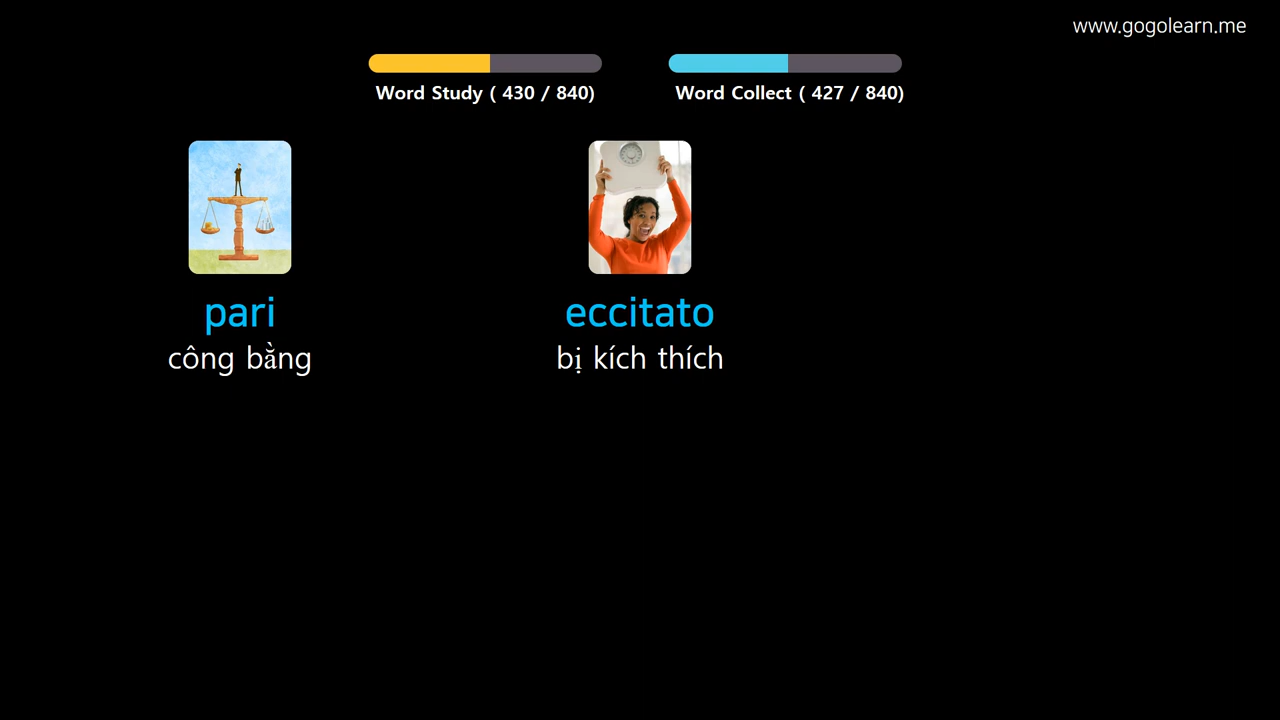 www.gogolearn.me
Word Study ( 430 / 840)
Word Collect ( 427 / 840)
pari
công bằng
eccitato
bị kích thích